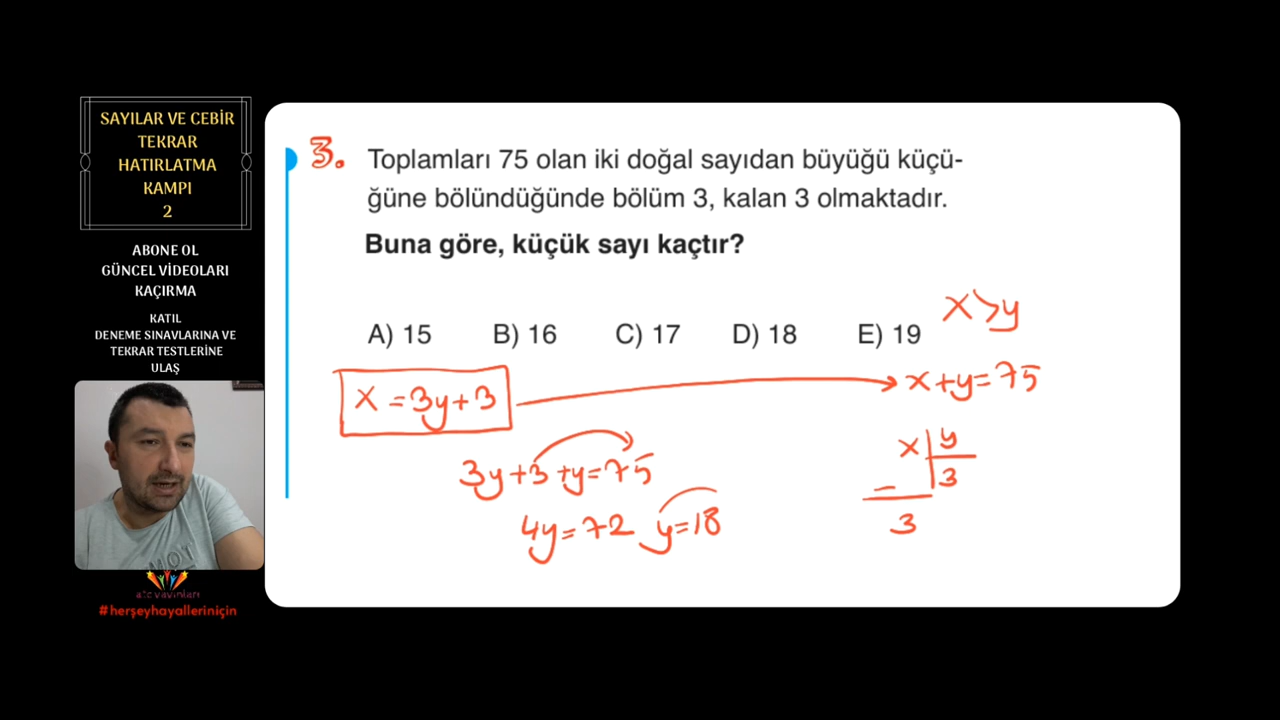 SAYILAR VE CEBİR
TEKRAR
HATIRLATMA
KAMPI
2
ABONE OL
GÜNCEL VİDEOLARI
KAÇIRMA
KATIL
DENEME SINAVLARINA VE
TEKRAR TESTLERİNE
ULAŞ
yayınları
#herşeyhayalleriniçin
3. Toplamları 75 olan iki doğal sayıdan büyüğü küçü-
ğüne bölündüğünde bölüm 3, kalan 3 olmaktadır.
Buna göre, küçük sayı kaçtır?
A) 15 B) 16 C) 17 D) 18 E) 19
x>y
x = 3y+3
x+y=75
3y+3+y=75
4y=72 y=18
x y
3
–
3